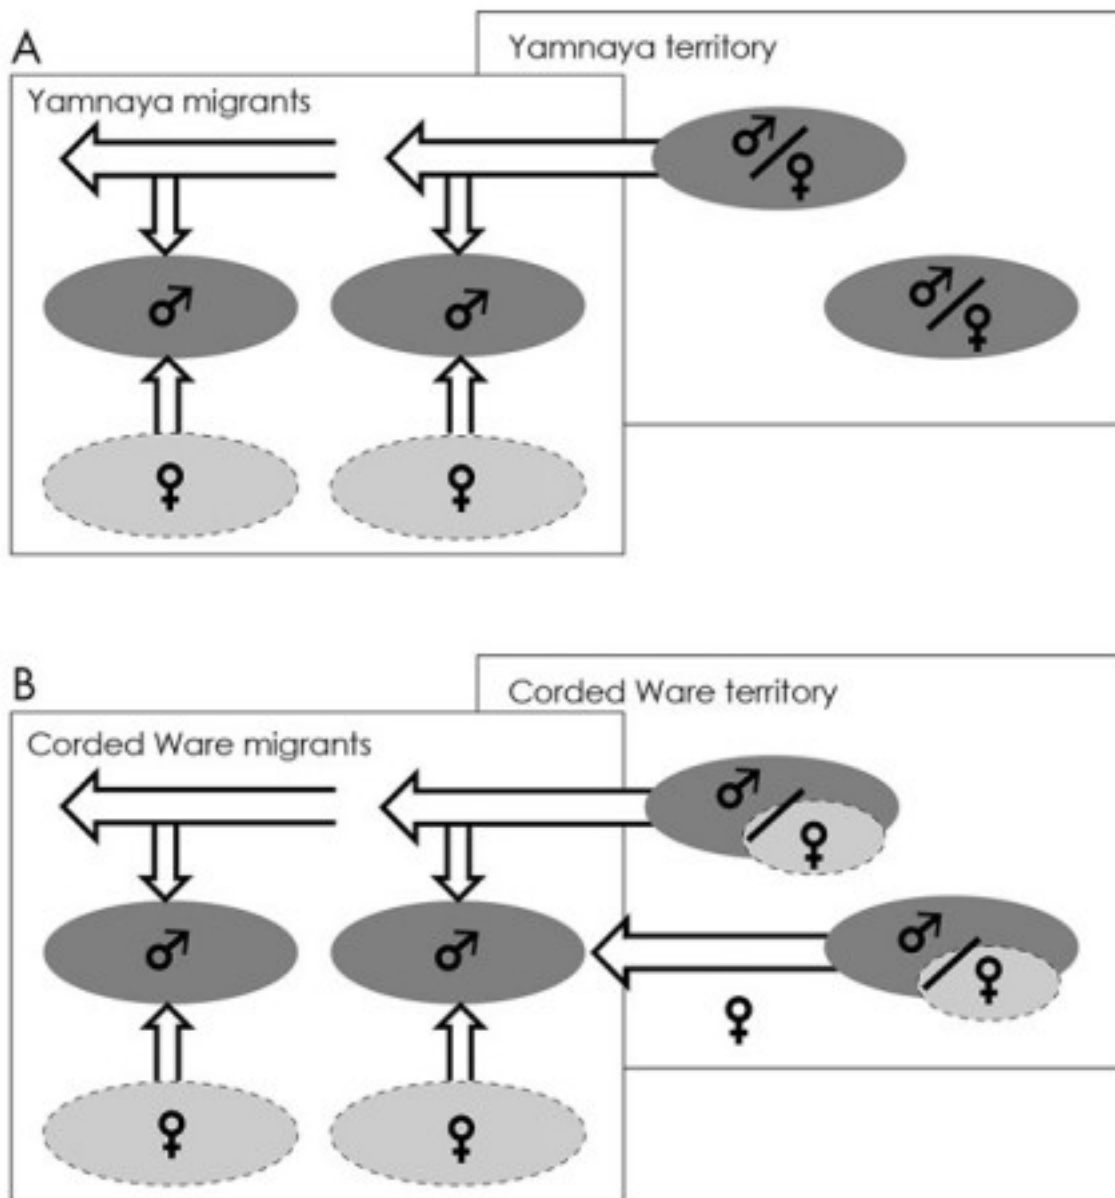 A
Yamnaya territory
Yamnaya migrants
♂/♀
♂/♀
♂ ♂
♀ ♀
B
Corded Ware territory
Corded Ware migrants
♂/♀
♂/♀
♂ ♂
♀
♀ ♀